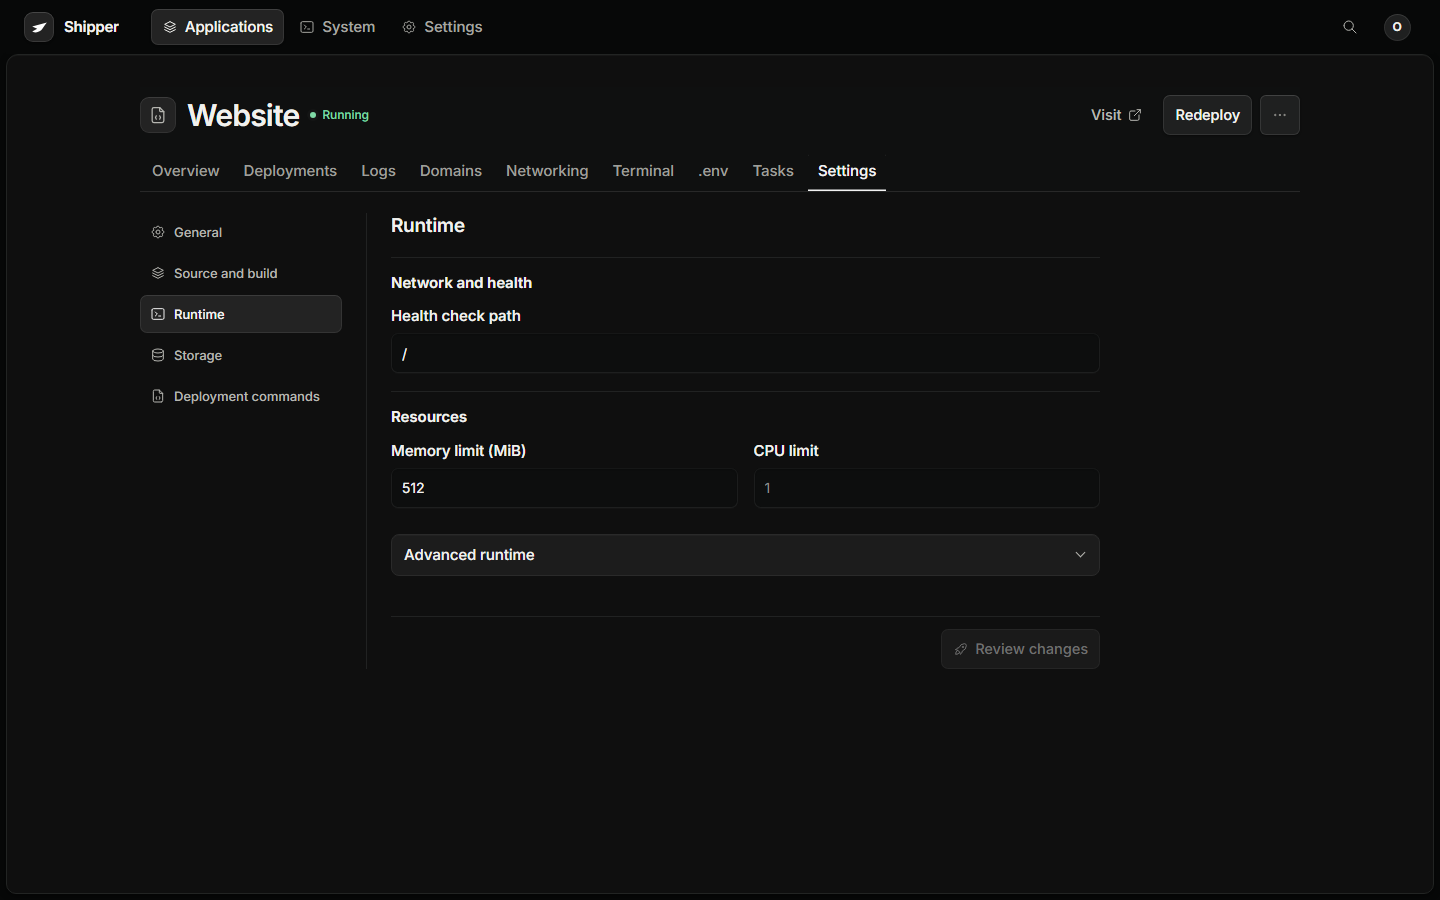 Shipper
Applications
System
Settings
O
Website
Running
Visit
Redeploy
...
Overview
Deployments
Logs
Domains
Networking
Terminal
.env
Tasks
Settings
General
Source and build
Runtime
Storage
Deployment commands
Runtime
Network and health
Health check path
/
Resources
Memory limit (MiB)
CPU limit
512
1
Advanced runtime
Review changes